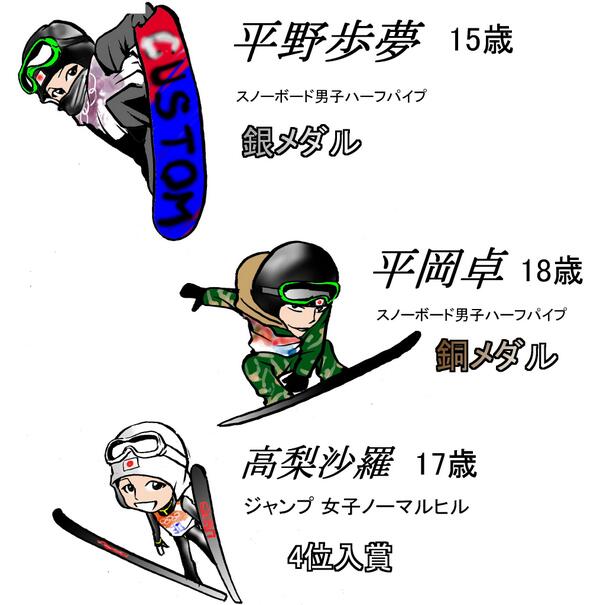 平野歩夢 15歳
スノーボード男子ハーフパイプ
銀メダル
CUSTOM
平岡卓 18歳
スノーボード男子ハーフパイプ
銅メダル
高梨沙羅 17歳
ジャンプ 女子ノーマルヒル
4位入賞